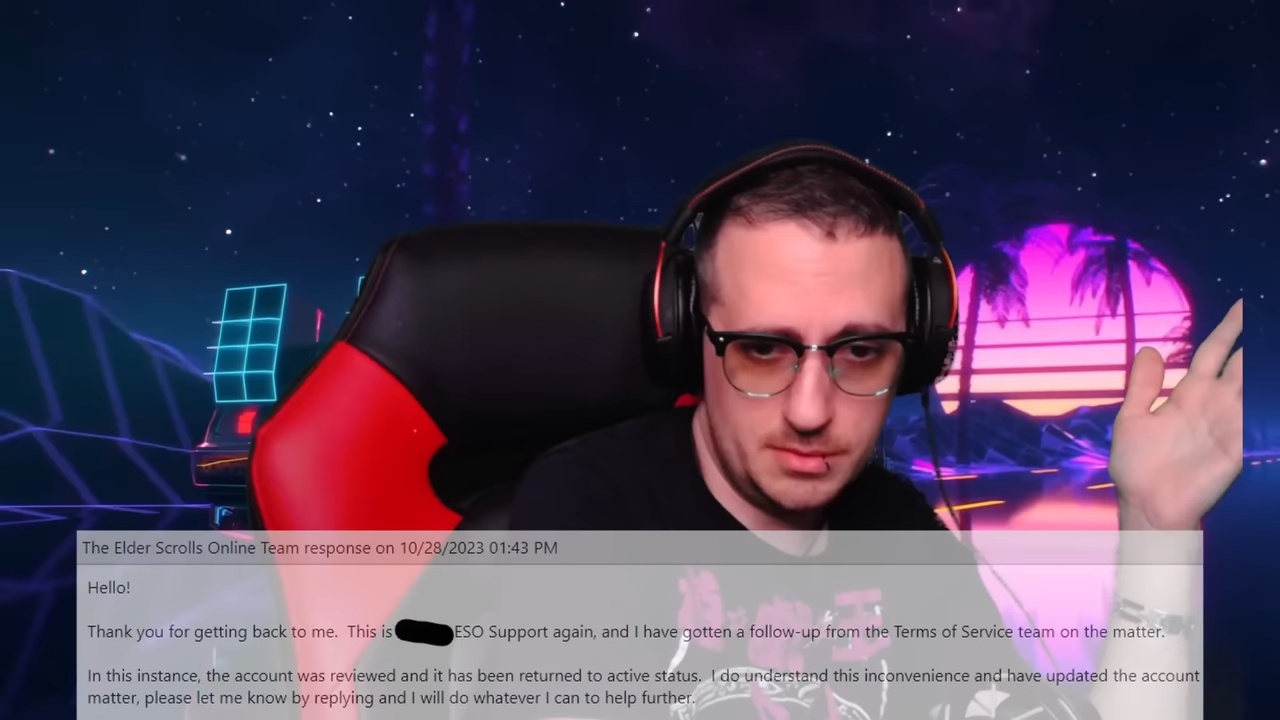 The Elder Scrolls Online Team response on 10/28/2023 01:43 PM
Hello!
Thank you for getting back to me. This is ESO Support again, and I have gotten a follow-up from the Terms of Service team on the matter.
In this instance, the account was reviewed and it has been returned to active status. I do understand this inconvenience and have updated the account
matter, please let me know by replying and I will do whatever I can to help further.